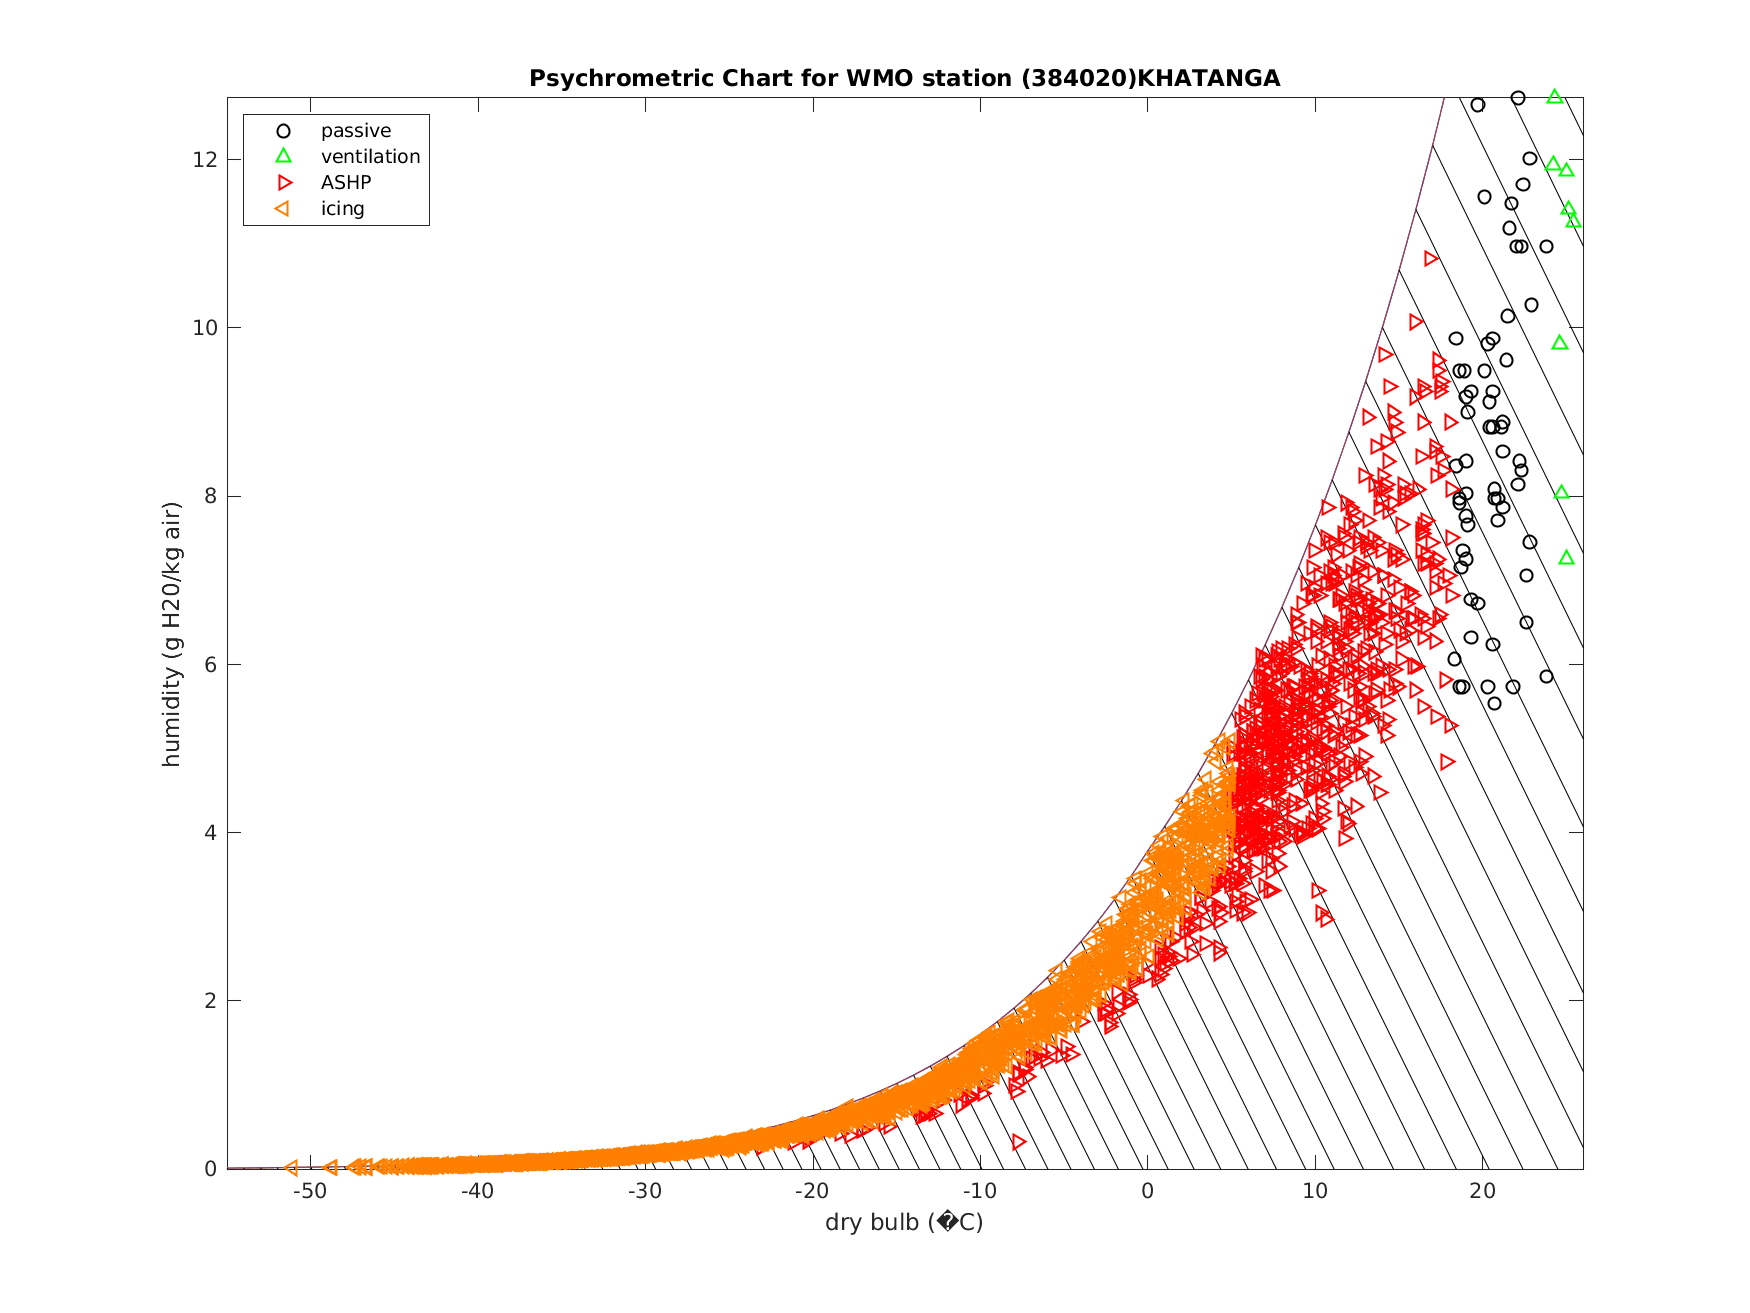 Psychrometric Chart for WMO station (384020)KHATANGA
passive
ventilation
ASHP
icing
12
10
8
6
4
2
0
humidity (g H20/kg air)
-50 -40 -30 -20 -10 0 10 20
dry bulb (�C)